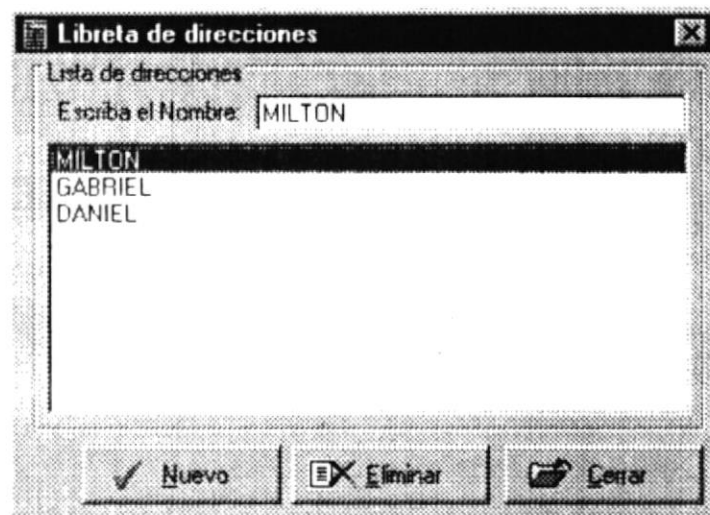 Libreta de direcciones
Lista de direcciones
Escriba el Nombre: MILTON
MILTON
GABRIEL
DANIEL
Nuevo Eliminar Cerrar